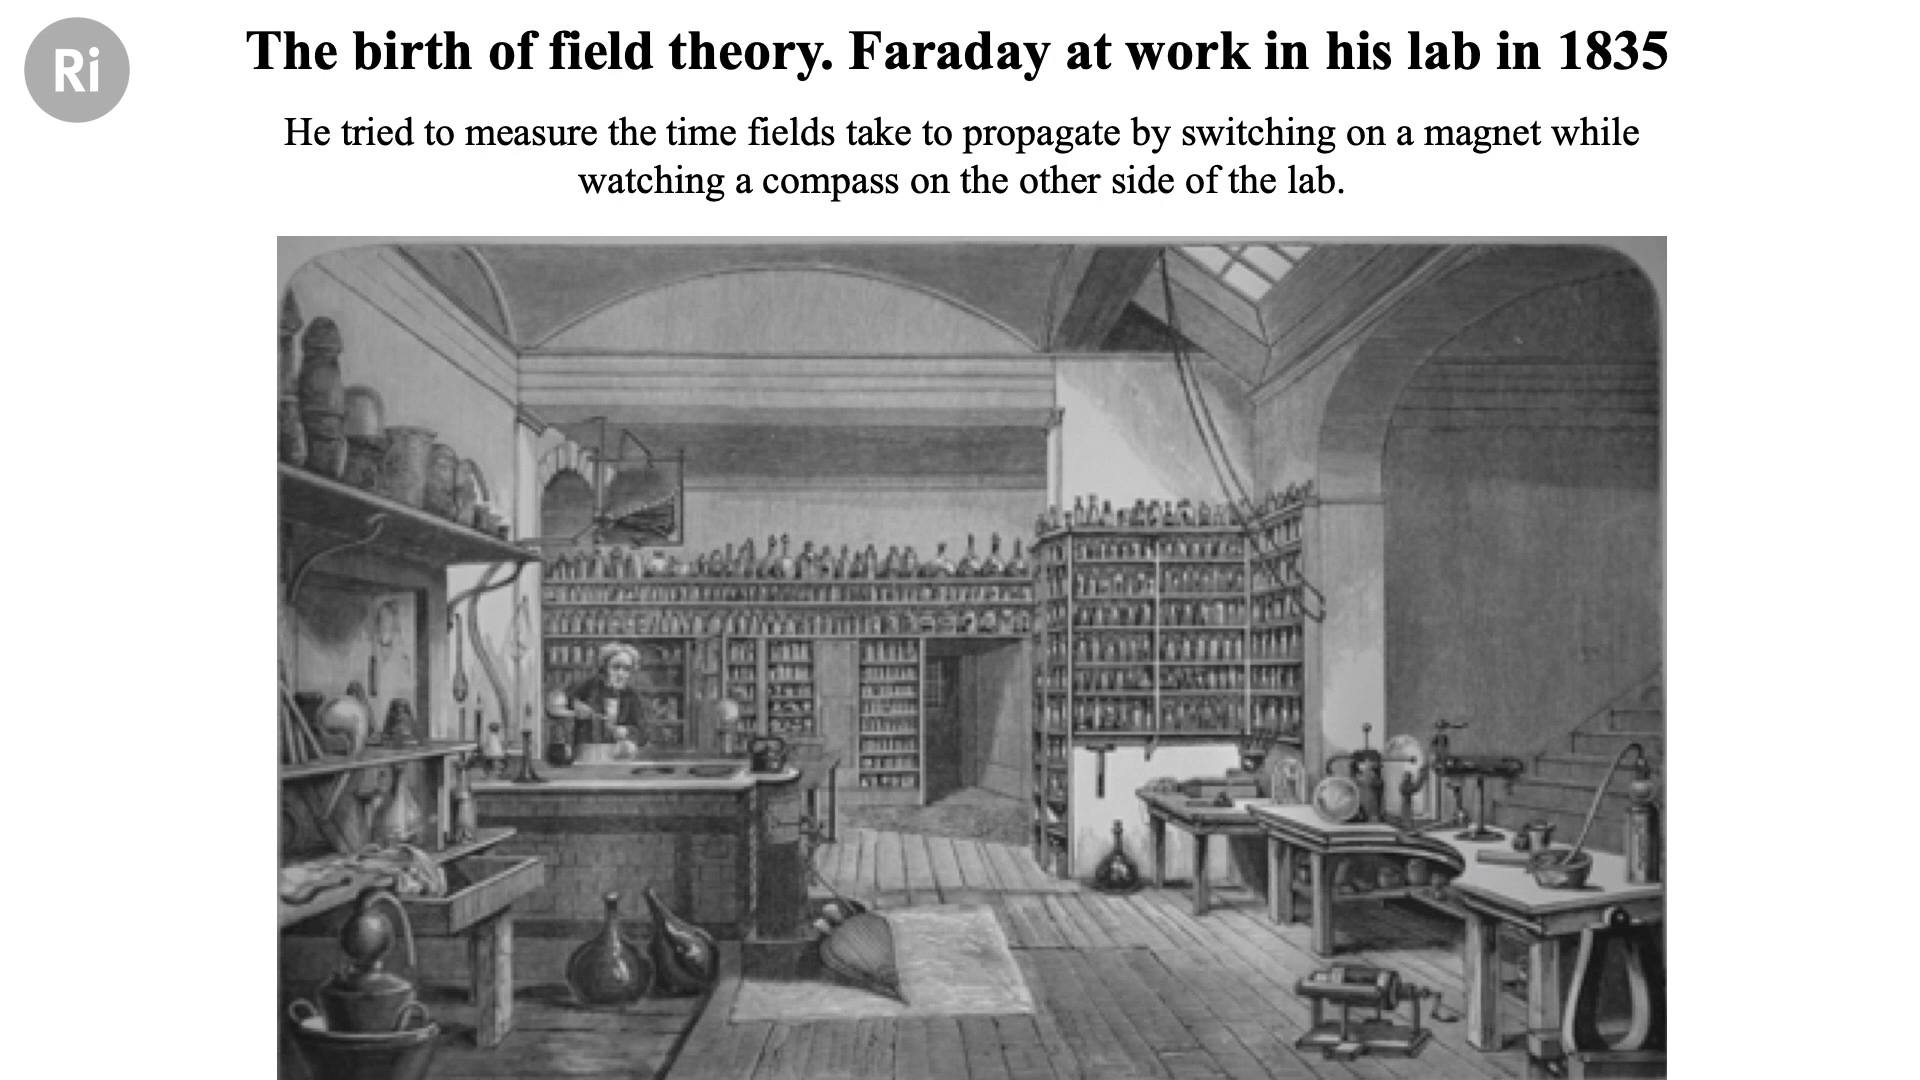 Ri
The birth of field theory. Faraday at work in his lab in 1835
He tried to measure the time fields take to propagate by switching on a magnet while
watching a compass on the other side of the lab.